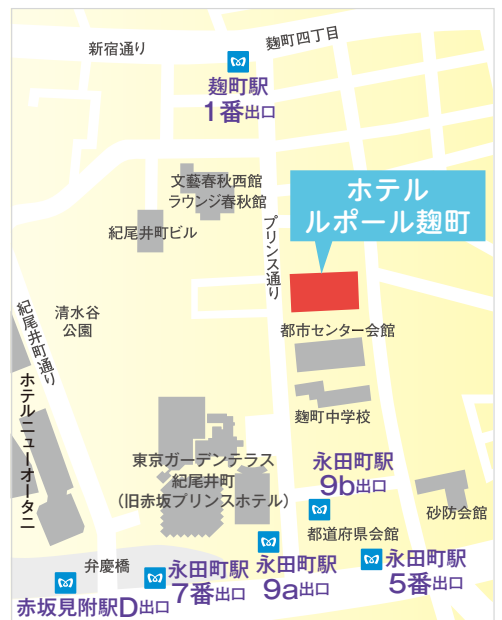 新宿通り
麹町四丁目
麹町駅
1番出口
文藝春秋西館
ラウンジ春秋館
紀尾井町ビル
プリンス通り
ホテル
ルポール麹町
清水谷
公園
紀尾井町通り
都市センター会館
ホテルニューオータニ
麹町中学校
東京ガーデンテラス
紀尾井町
（旧赤坂プリンスホテル）
永田町駅
9b出口
都道府県会館
砂防会館
弁慶橋
赤坂見附駅D出口
永田町駅
7番出口
永田町駅
9a出口
永田町駅
5番出口